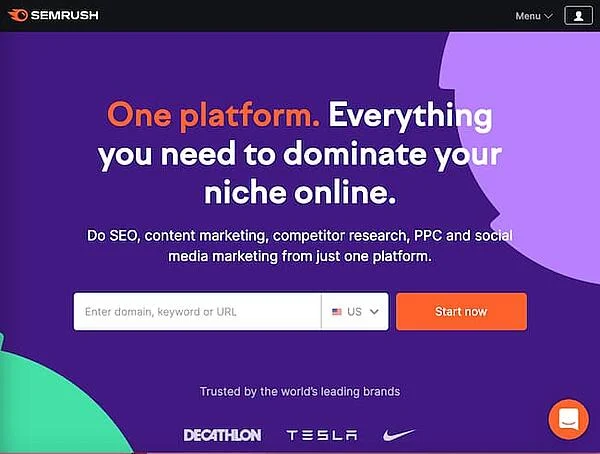 SEMRUSH
Menu
One platform. Everything
you need to dominate your
niche online.
Do SEO, content marketing, competitor research, PPC and social
media marketing from just one platform.
Enter domain, keyword or URL
US
Start now
Trusted by the world's leading brands
DECATHLON
TESLA